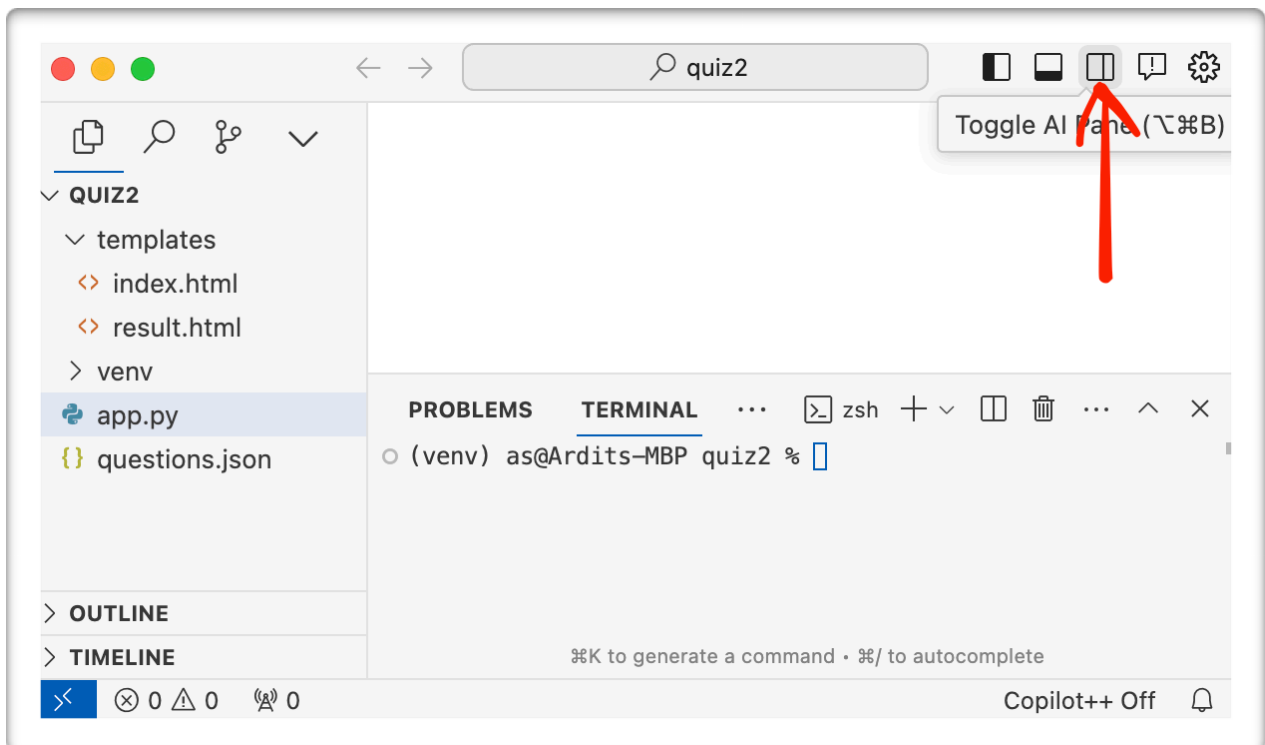 quiz2
Toggle AI Pane (⌥⌘B)
QUIZ2
templates
index.html
result.html
venv
app.py
questions.json
OUTLINE
TIMELINE
PROBLEMS TERMINAL ··· zsh ···
(venv) as@Ardits-MBP quiz2 %
⌘K to generate a command • ⌘/ to autocomplete
0 0 0 Copilot++ Off